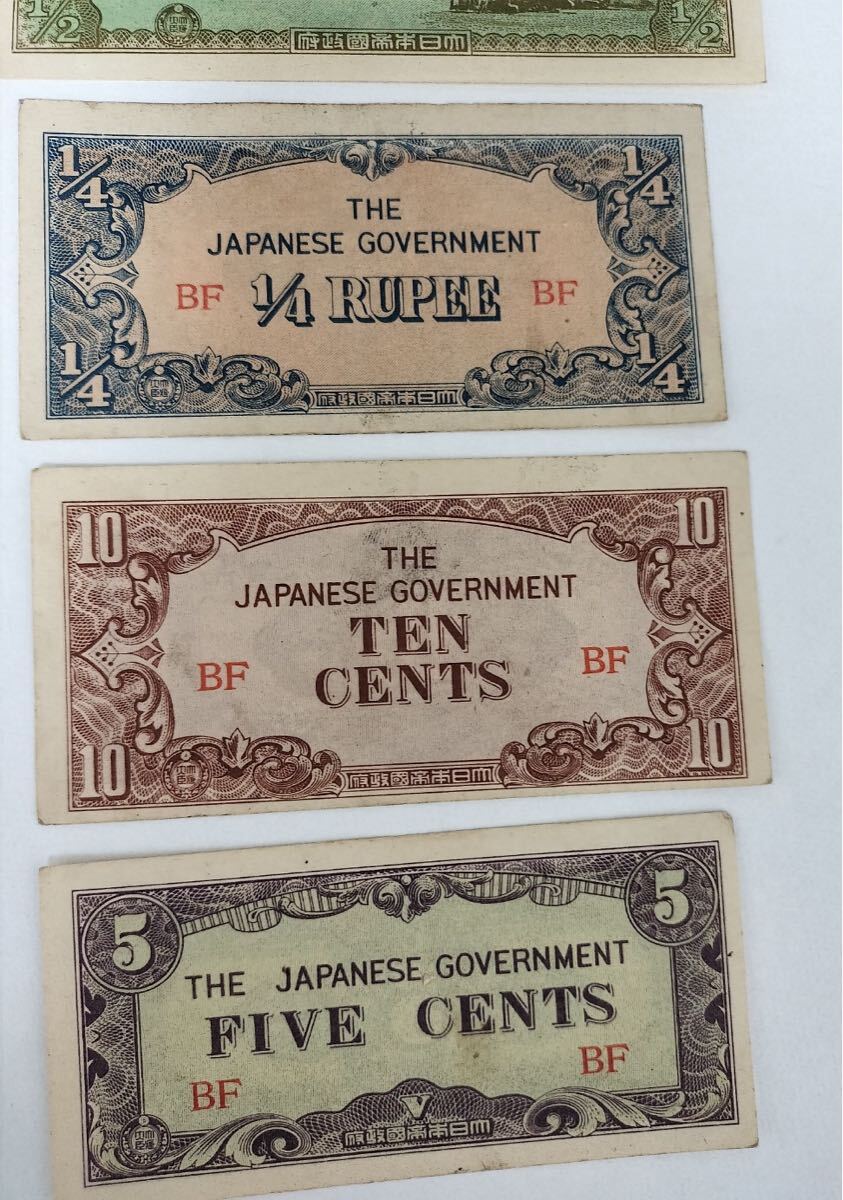 1/2 府政國帝本日大 1/2
1/4 1/4
THE
JAPANESE GOVERNMENT
BF 1/4 RUPEE BF
1/4 府政國帝本日大 1/4
10 10
THE
JAPANESE GOVERNMENT
TEN
BF CENTS BF
10 府政國帝本日大 10
5 5
THE JAPANESE GOVERNMENT
FIVE CENTS
BF BF
V
府政國帝本日大